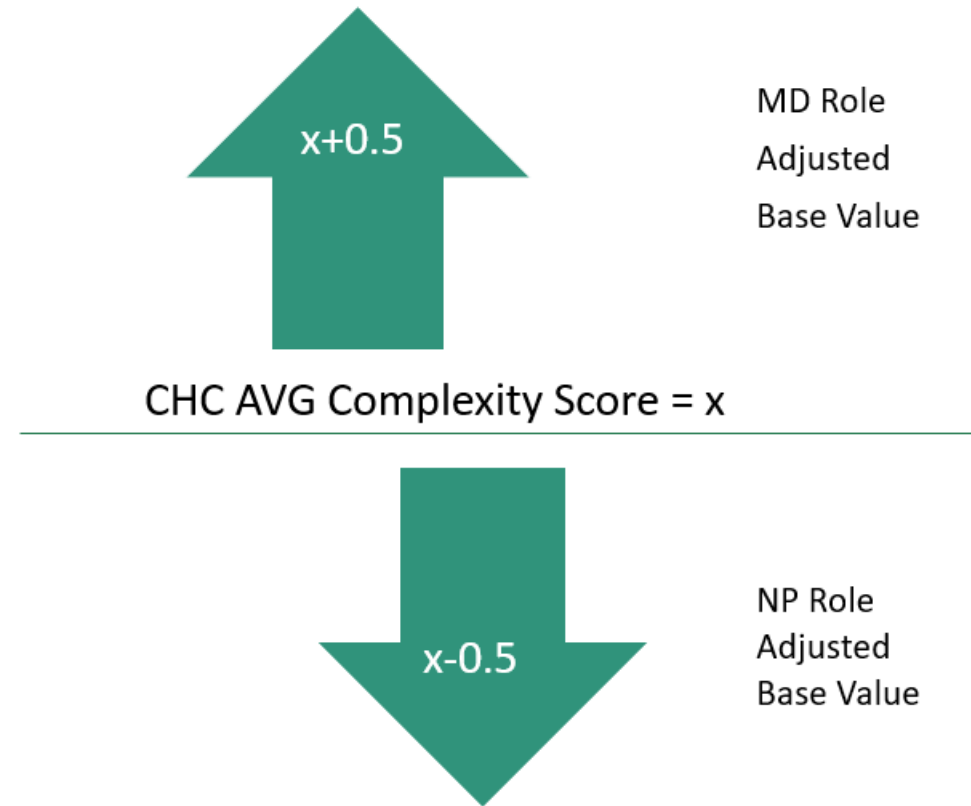 x+0.5
MD Role
Adjusted
Base Value
CHC AVG Complexity Score = x
x-0.5
NP Role
Adjusted
Base Value